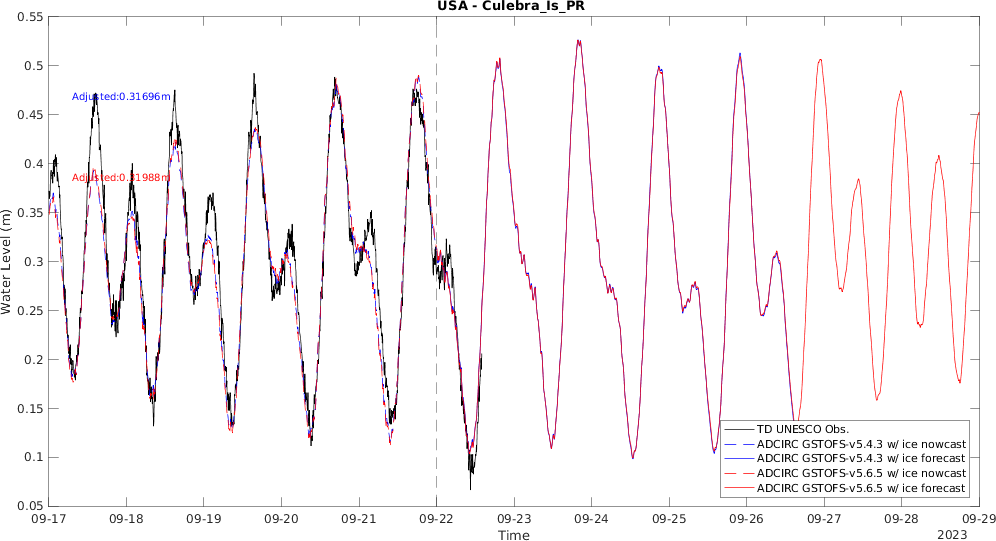 USA - Culebra_Is_PR
0.55
0.5
0.45
0.4
0.35
0.3
0.25
0.2
0.15
0.1
0.05
Water Level (m)
Adjusted:0.31696m
Adjusted:0.31988m
TD UNESCO Obs.
ADCIRC GSTOFS-v5.4.3 w/ ice nowcast
ADCIRC GSTOFS-v5.4.3 w/ ice forecast
ADCIRC GSTOFS-v5.6.5 w/ ice nowcast
ADCIRC GSTOFS-v5.6.5 w/ ice forecast
09-17 09-18 09-19 09-20 09-21 09-22 09-23 09-24 09-25 09-26 09-27 09-28 09-29
Time
2023